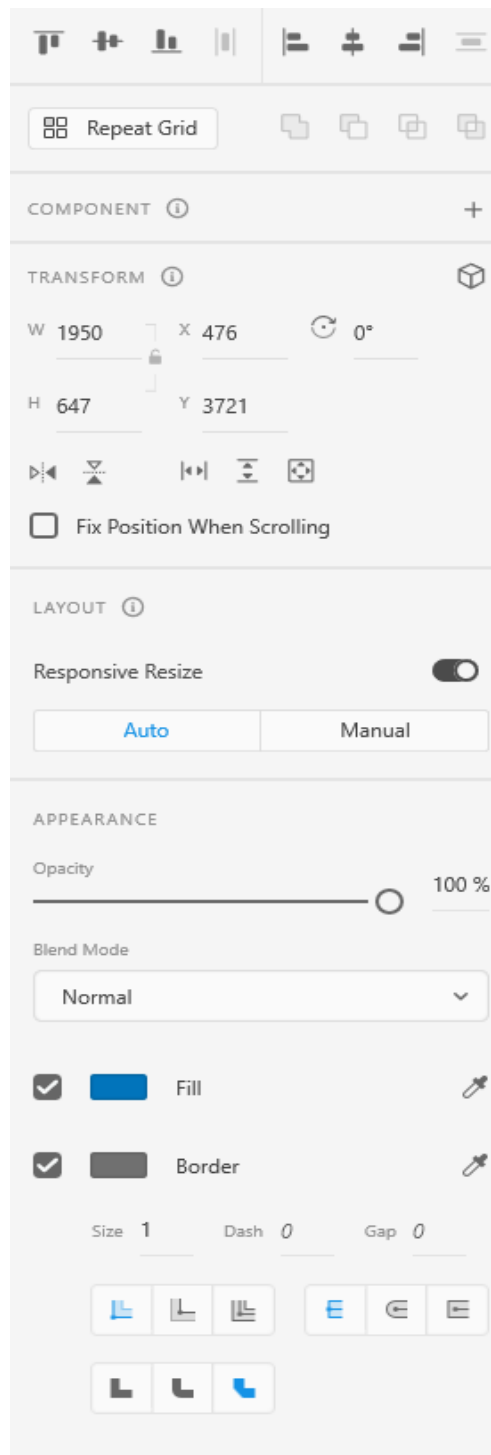 Repeat Grid
COMPONENT
TRANSFORM
W 1950 X 476 0°
H 647 Y 3721
Fix Position When Scrolling
LAYOUT
Responsive Resize
Auto Manual
APPEARANCE
Opacity
100 %
Blend Mode
Normal
Fill
Border
Size 1 Dash 0 Gap 0